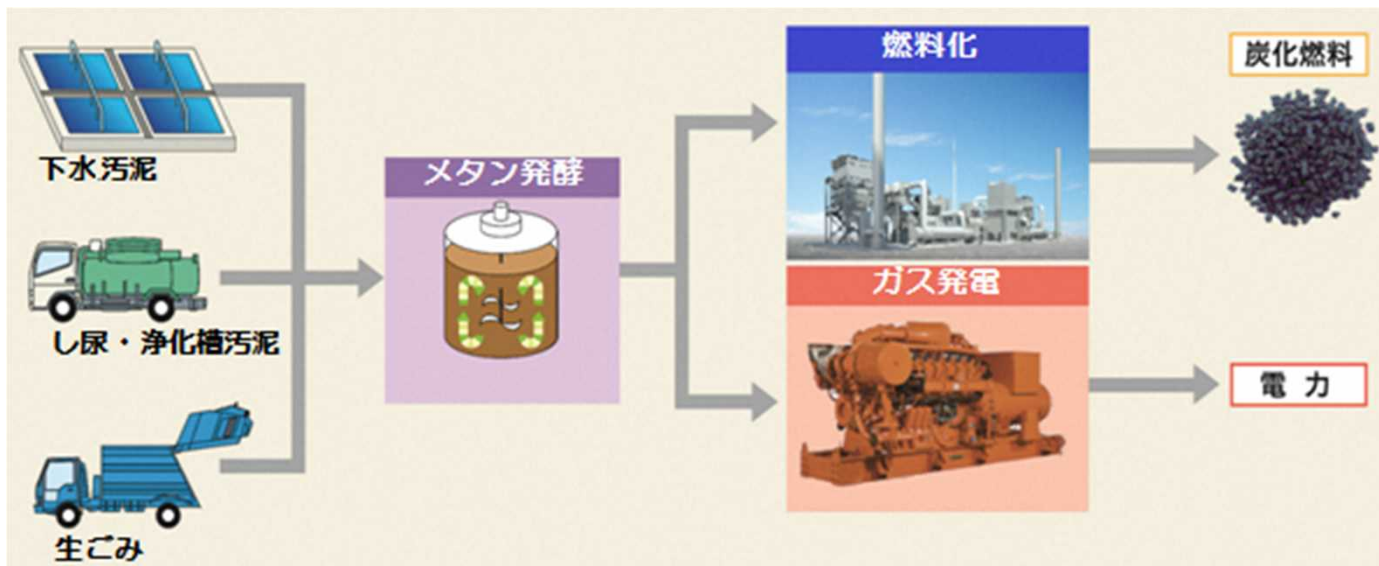 下水汚泥
し尿・浄化槽汚泥
生ごみ
メタン発酵
燃料化
ガス発電
炭化燃料
電力